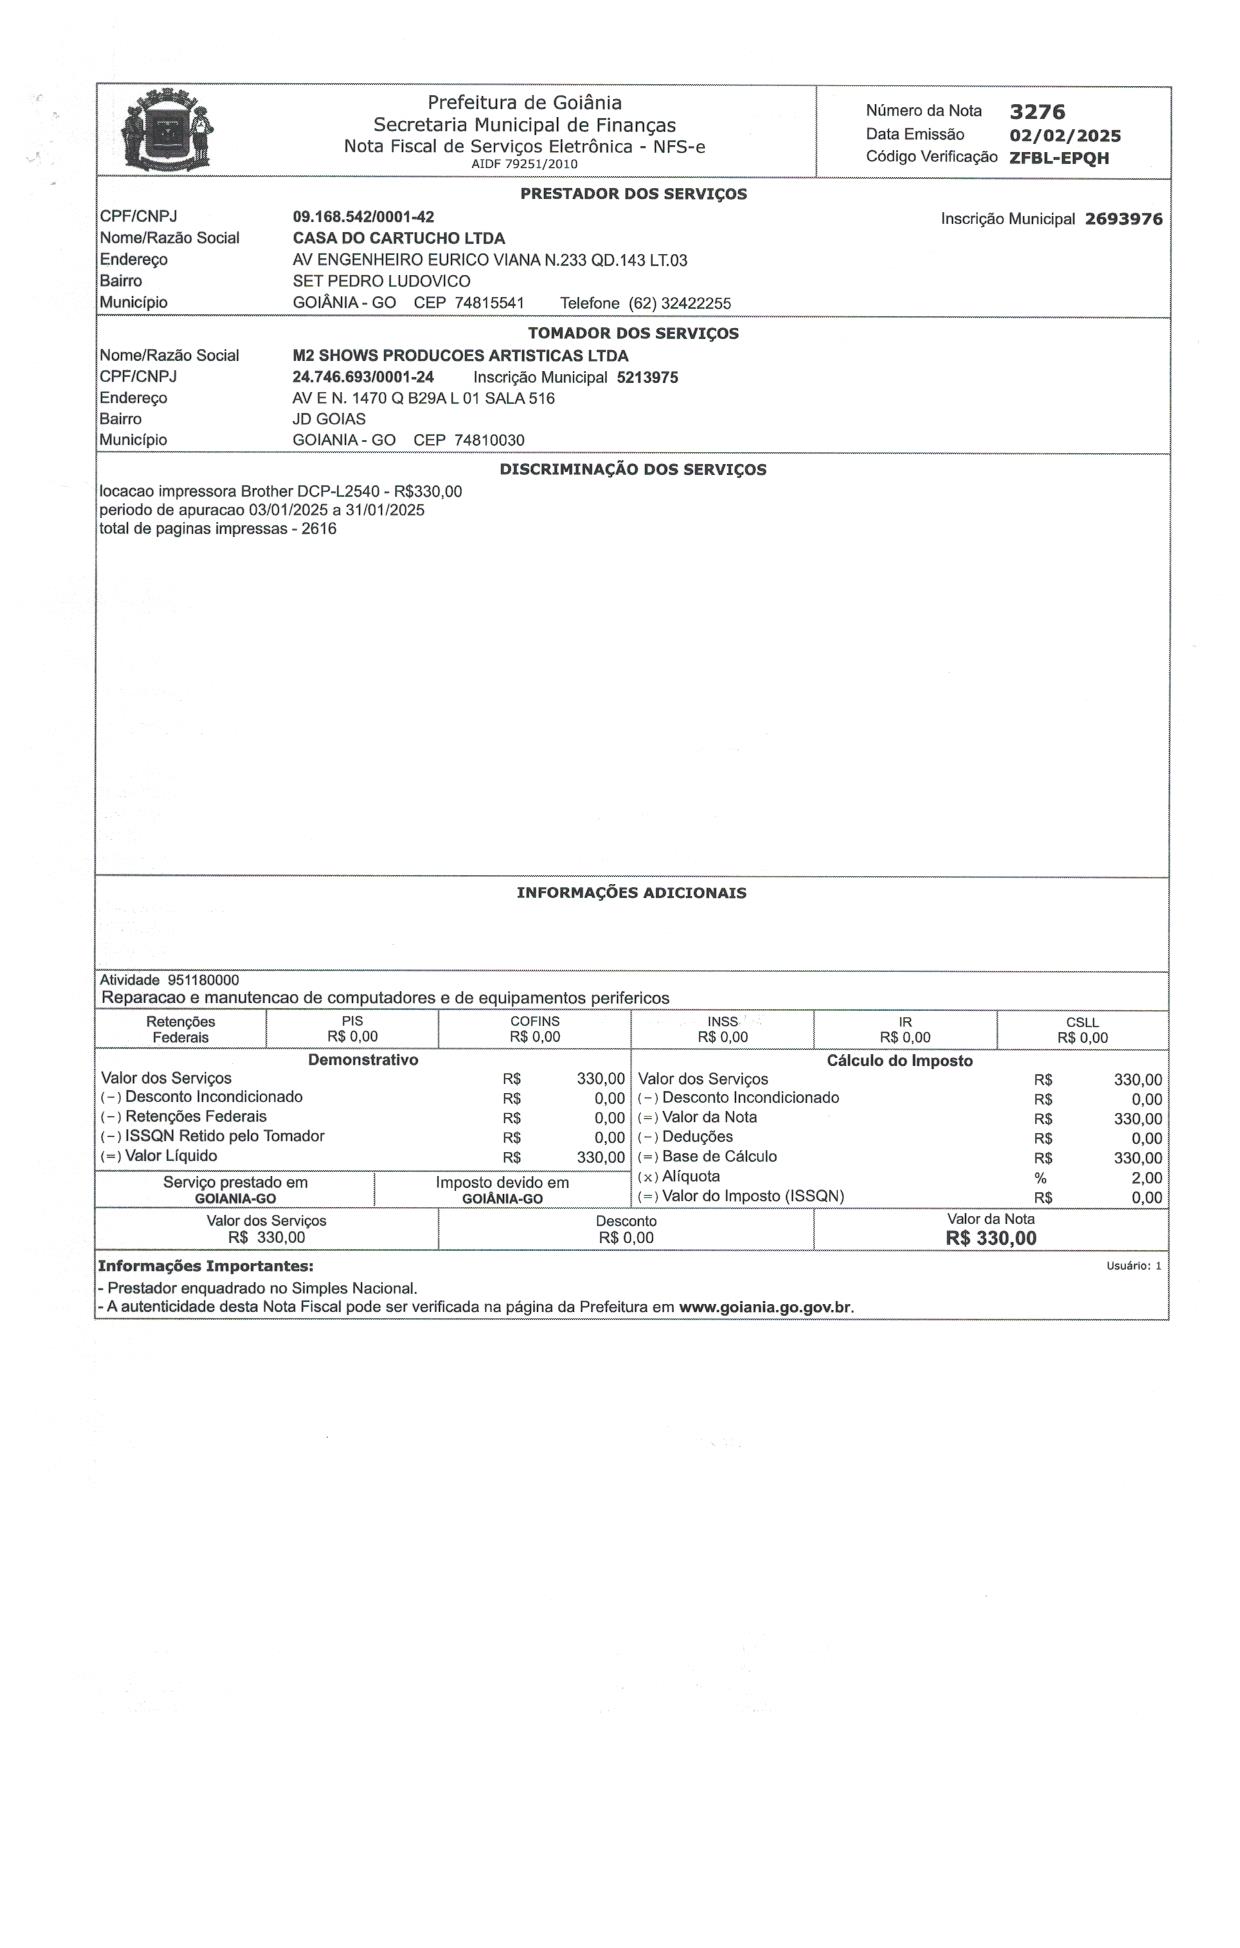 Prefeitura de Goiânia
Secretaria Municipal de Finanças
Nota Fiscal de Serviços Eletrônica - NFS-e
AIDF 79251/2010
Número da Nota 3276
Data Emissão 02/02/2025
Código Verificação ZFBL-EPQH
PRESTADOR DOS SERVIÇOS
CPF/CNPJ 09.168.542/0001-42 Inscrição Municipal 2693976
Nome/Razão Social CASA DO CARTUCHO LTDA
Endereço AV ENGENHEIRO EURICO VIANA N.233 QD.143 LT.03
Bairro SET PEDRO LUDOVICO
Município GOIÂNIA - GO CEP 74815541 Telefone (62) 32422255
TOMADOR DOS SERVIÇOS
Nome/Razão Social M2 SHOWS PRODUCOES ARTISTICAS LTDA
CPF/CNPJ 24.746.693/0001-24 Inscrição Municipal 5213975
Endereço AV E N. 1470 Q B29A L 01 SALA 516
Bairro JD GOIAS
Município GOIANIA - GO CEP 74810030
DISCRIMINAÇÃO DOS SERVIÇOS
locacao impressora Brother DCP-L2540 - R$330,00
periodo de apuracao 03/01/2025 a 31/01/2025
total de paginas impressas - 2616
INFORMAÇÕES ADICIONAIS
Atividade 951180000
Reparacao e manutencao de computadores e de equipamentos perifericos
Retenções Federais
PIS R$ 0,00
COFINS R$ 0,00
INSS R$ 0,00
IR R$ 0,00
CSLL R$ 0,00
Demonstrativo
Valor dos Serviços R$ 330,00
(-) Desconto Incondicionado R$ 0,00
(-) Retenções Federais R$ 0,00
(-) ISSQN Retido pelo Tomador R$ 0,00
(=) Valor Líquido R$ 330,00
Serviço prestado em
GOIANIA-GO
Imposto devido em
GOIÂNIA-GO
Cálculo do Imposto
Valor dos Serviços R$ 330,00
(-) Desconto Incondicionado R$ 0,00
(=) Valor da Nota R$ 330,00
(-) Deduções R$ 0,00
(=) Base de Cálculo R$ 330,00
(x) Alíquota % 2,00
(=) Valor do Imposto (ISSQN) R$ 0,00
Valor dos Serviços
R$ 330,00
Desconto
R$ 0,00
Valor da Nota
R$ 330,00
Informações Importantes: Usuário: 1
- Prestador enquadrado no Simples Nacional.
- A autenticidade desta Nota Fiscal pode ser verificada na página da Prefeitura em www.goiania.go.gov.br.